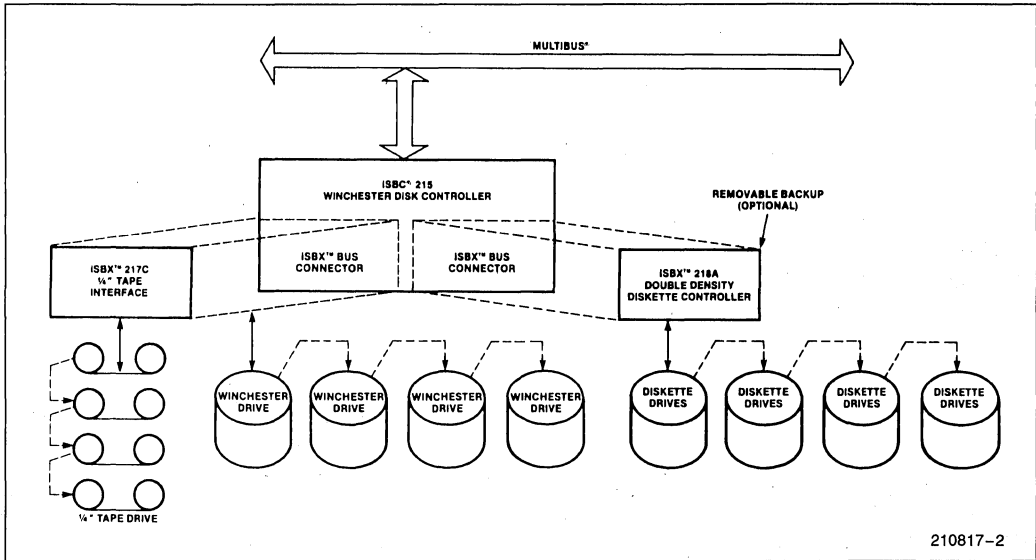 MULTIBUS®
iSBC® 215
WINCHESTER DISK CONTROLLER
REMOVABLE BACKUP
(OPTIONAL)
iSBX™ 217C
¼" TAPE
INTERFACE
iSBX™ BUS
CONNECTOR
iSBX™ BUS
CONNECTOR
iSBX™ 218A
DOUBLE DENSITY
DISKETTE CONTROLLER
WINCHESTER
DRIVE
WINCHESTER
DRIVE
WINCHESTER
DRIVE
WINCHESTER
DRIVE
DISKETTE
DRIVES
DISKETTE
DRIVES
DISKETTE
DRIVES
DISKETTE
DRIVES
¼" TAPE DRIVE
210817–2